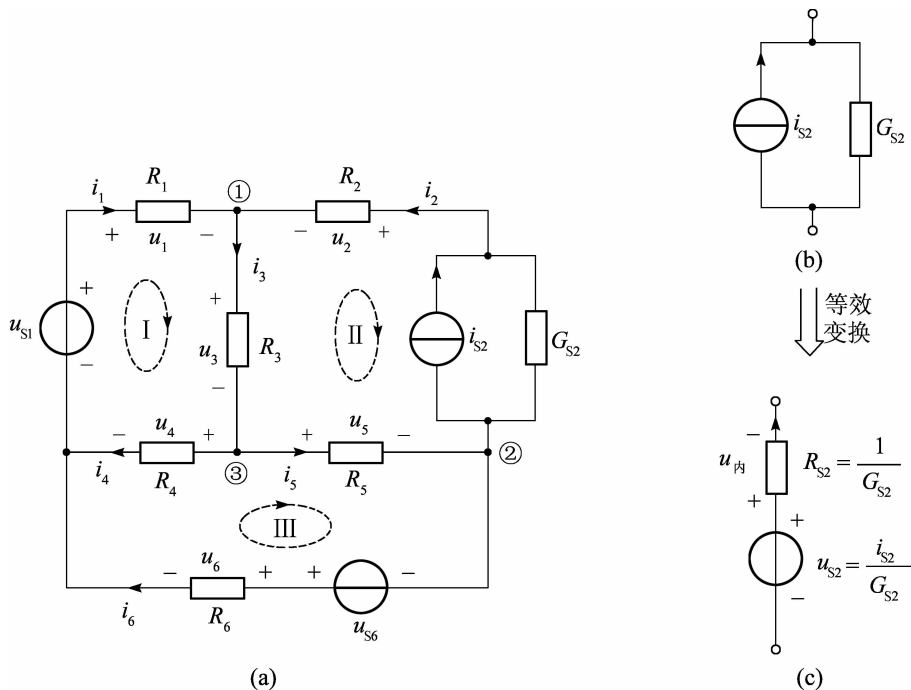 R1
①
R2
i1
i2
+ u1 −
− u2 +
i3
+
I
u3
R3
−
II
uS1
+
−
iS2
GS2
− u4 +
+ u5 −
i4
R4
③
i5
R5
②
III
− u6 +
+ −
i6
R6
uS6
(a)
iS2
GS2
(b)
等效
变换
−
u内
+
RS2 = 1/GS2
+
uS2 = iS2/GS2
−
(c)